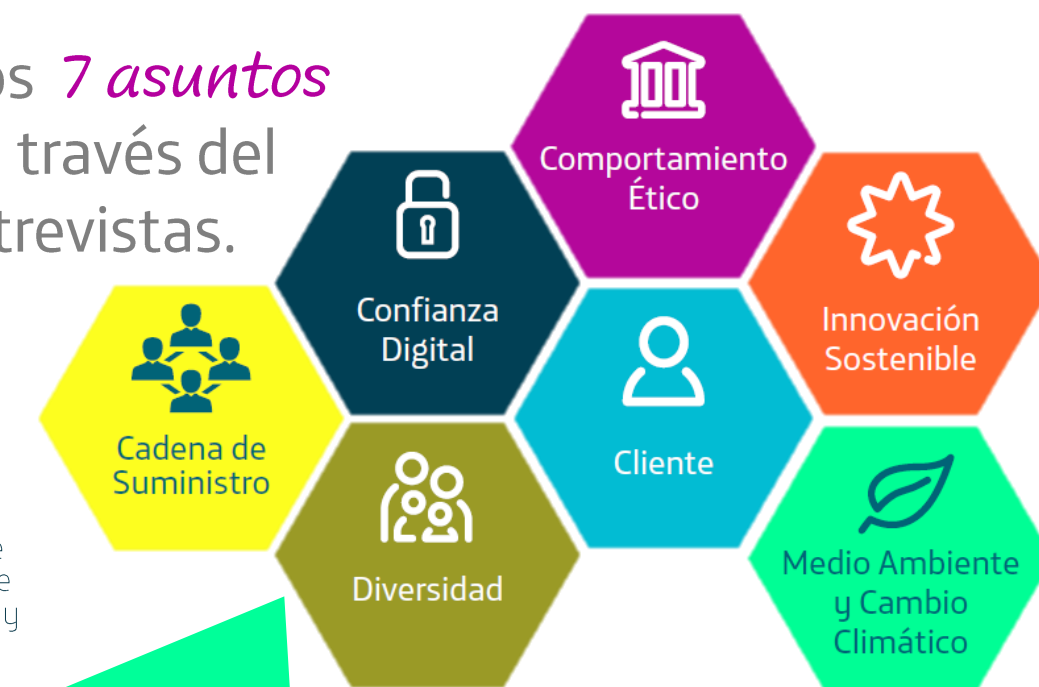 os 7 asuntos
través del
trevistas.
Comportamiento
Ético
Confianza
Digital
Innovación
Sostenible
Cadena de
Suministro
Cliente
Diversidad
Medio Ambiente
y Cambio
Climático
e
e
y